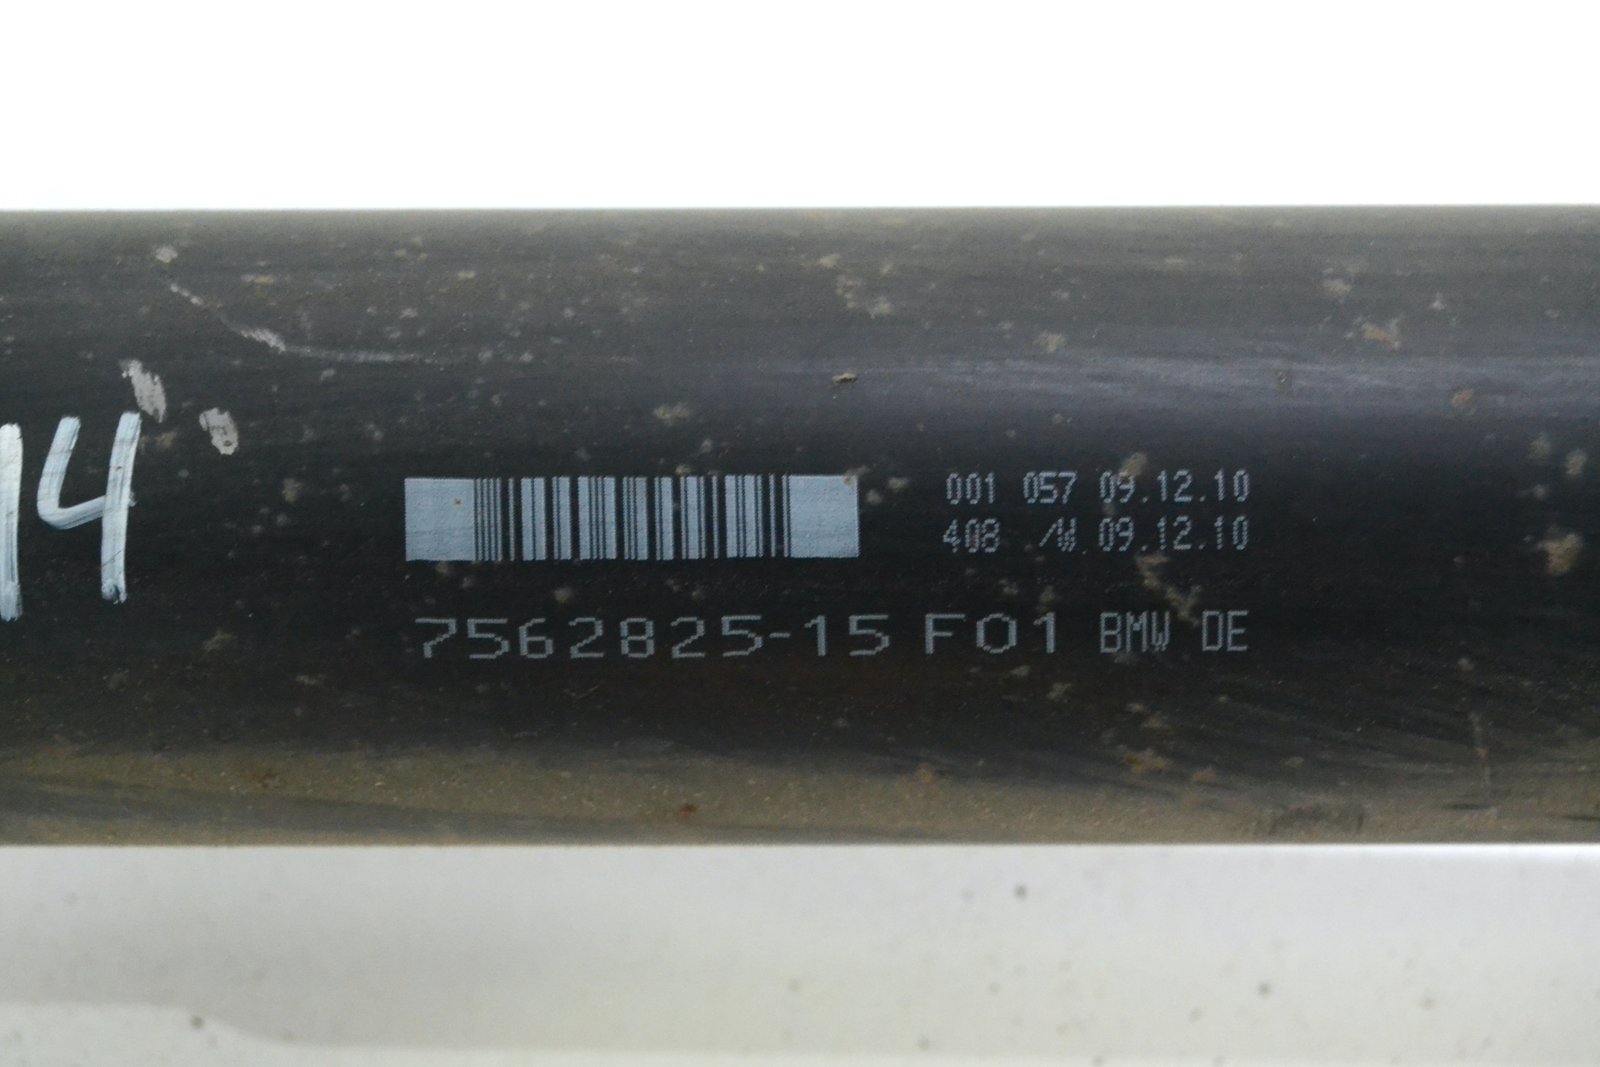 14
001 057 09.12.10
408 /W 09.12.10
7562825-15 F01 BMW DE